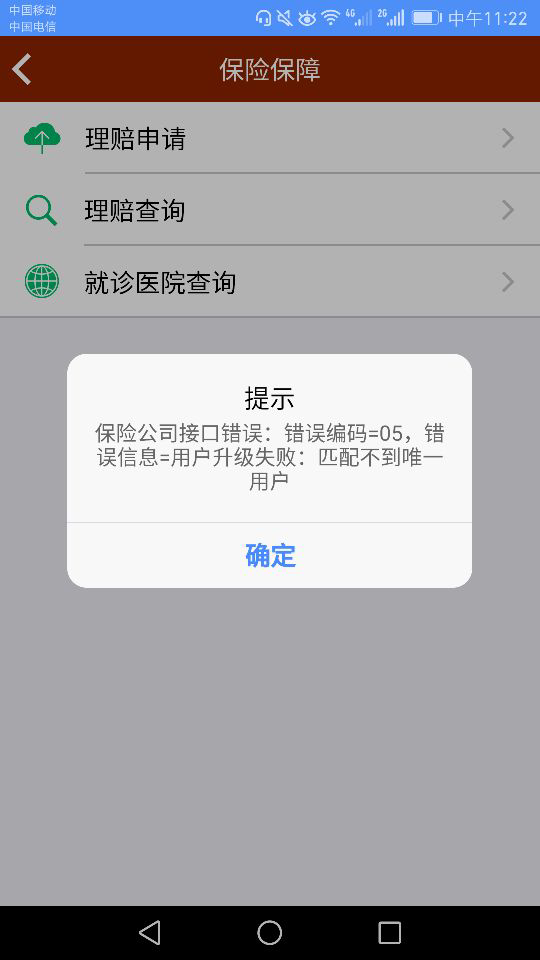 中国移动
中国电信
4G 2G 中午11:22
保险保障
理赔申请
理赔查询
就诊医院查询
提示
保险公司接口错误：错误编码=05，错
误信息=用户升级失败：匹配不到唯一
用户
确定